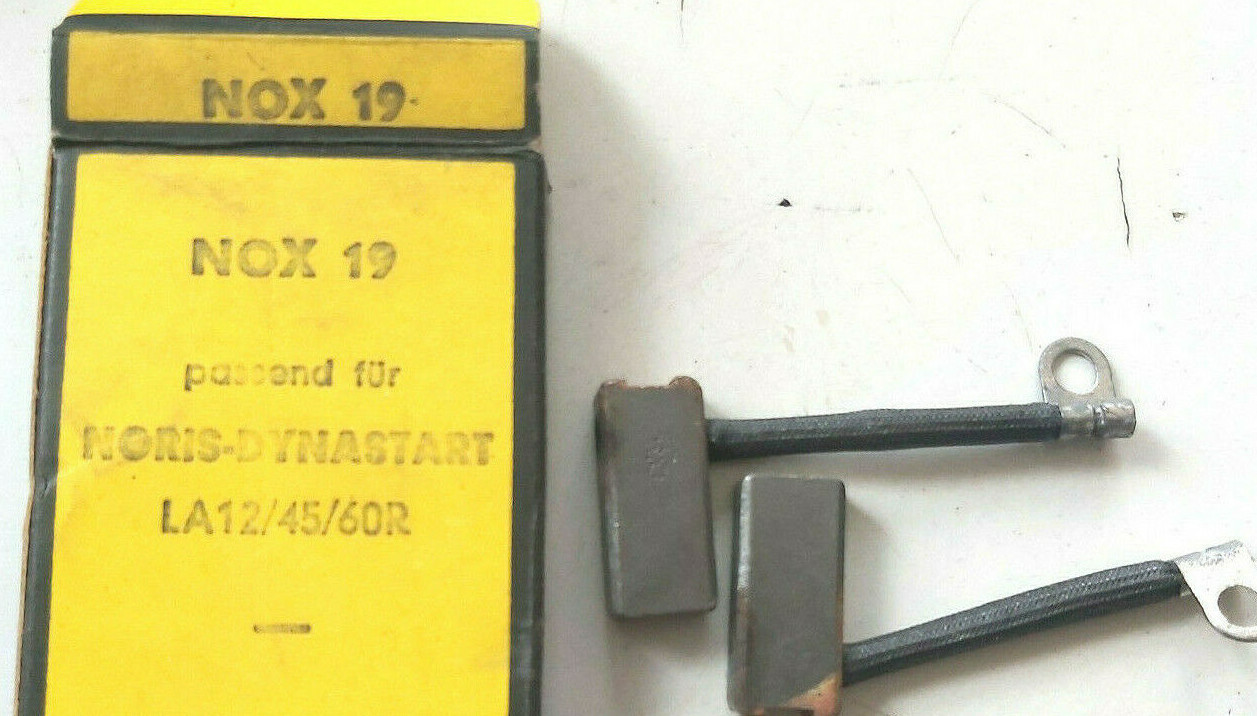 NOX 19
NOX 19
passend für
NORIS-DYNASTART
LA12/45/60R